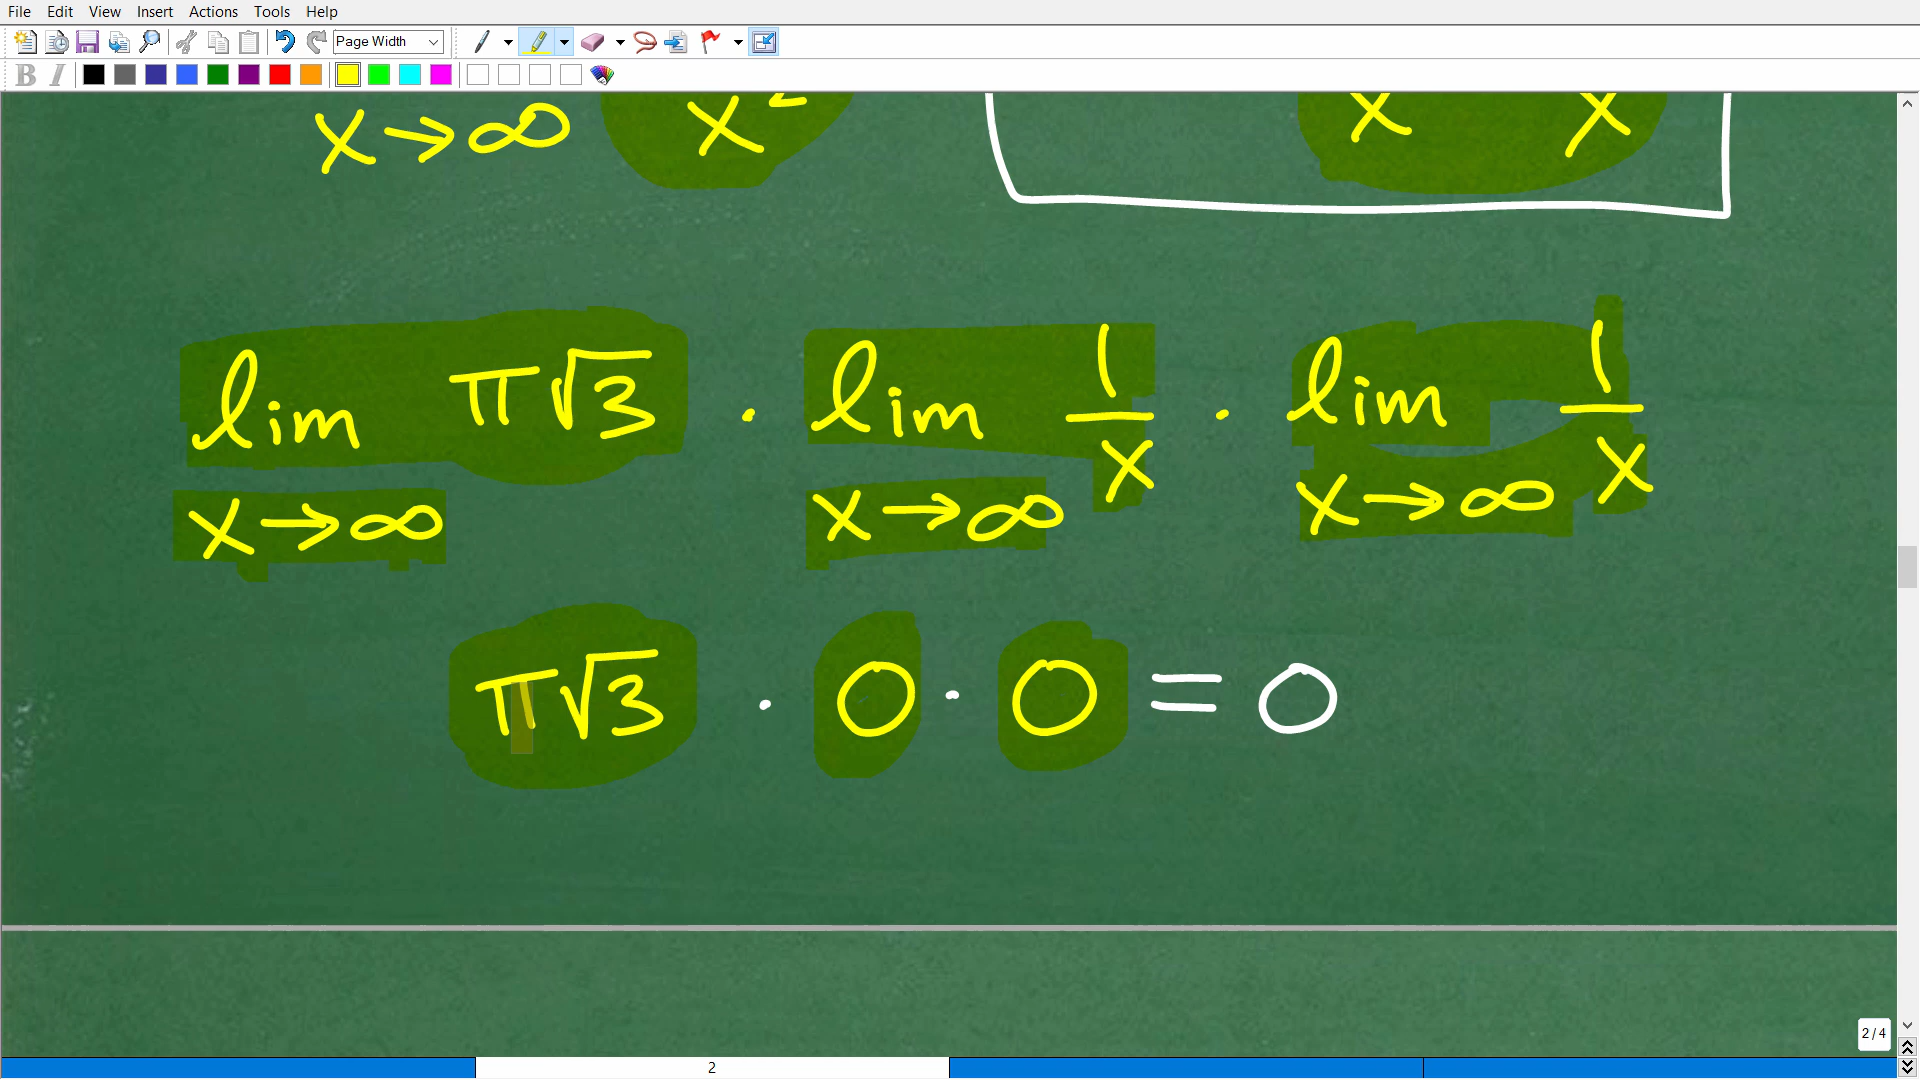 File Edit View Insert Actions Tools Help
Page Width
B I
x→∞ x² x x
lim π√3 · lim 1/x · lim 1/x
x→∞ x→∞ x→∞
π√3 · 0 · 0 = 0
2 / 4
2